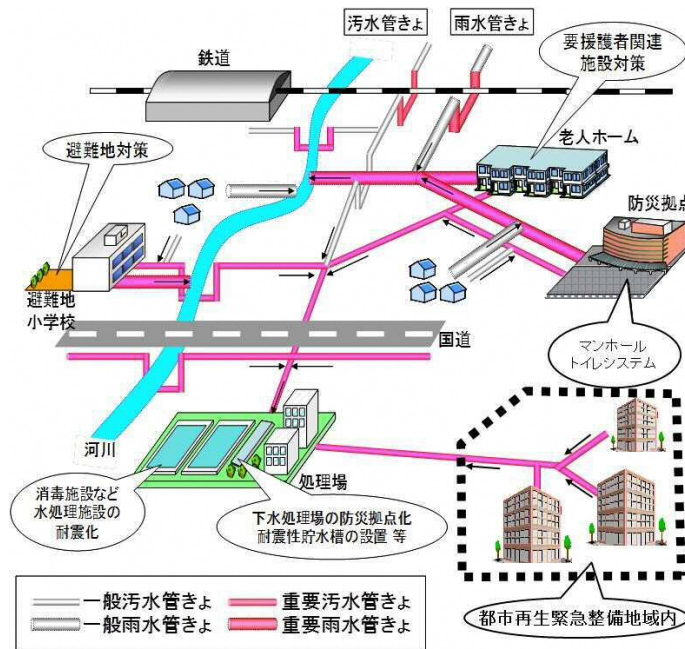 汚水管きょ
雨水管きょ
鉄道
要援護者関連
施設対策
避難地対策
老人ホーム
防災拠点
避難地
小学校
国道
マンホール
トイレシステム
河川
処理場
消毒施設など
水処理施設の
耐震化
下水処理場の防災拠点化
耐震性貯水槽の設置 等
一般汚水管きょ
重要汚水管きょ
一般雨水管きょ
重要雨水管きょ
都市再生緊急整備地域内